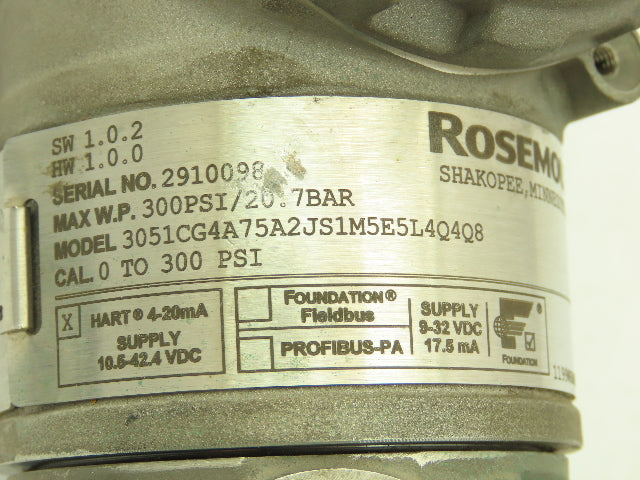 SW 1.0.2
HW 1.0.0
SERIAL NO. 2910098
MAX W.P. 300PSI/20.7BAR
MODEL 3051CG4A75A2JS1M5E5L4Q4Q8
CAL. 0 TO 300 PSI
SHAKOPEE,
X HART® 4-20mA
SUPPLY
10.5-42.4 VDC
FOUNDATION®
Fieldbus
PROFIBUS-PA
SUPPLY
9-32 VDC
17.5 mA
FOUNDATION